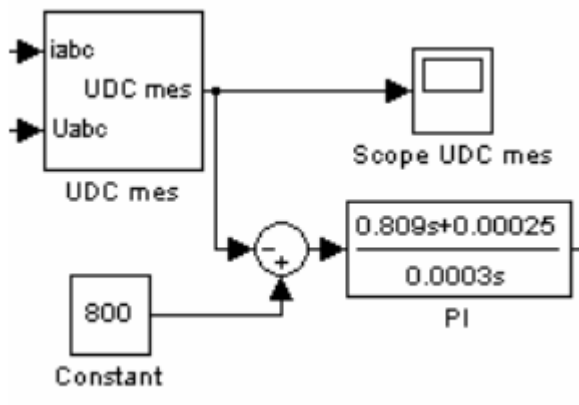 iabc
UDC mes
Uabc
UDC mes
Scope UDC mes
-
+
0.809s+0.00025
0.0003s
PI
800
Constant